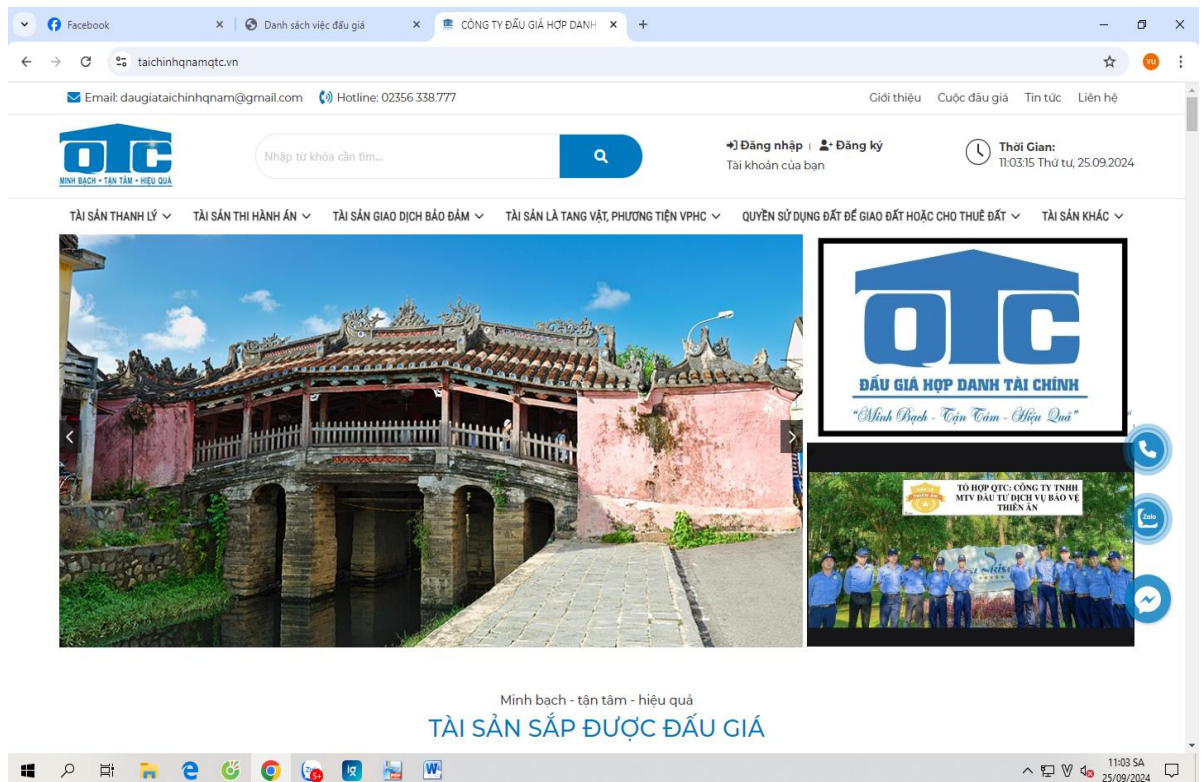 Facebook
Danh sách việc đấu giá
CÔNG TY ĐẤU GIÁ HỢP DANH
taichinhqnamqtc.vn
VU
Email: daugiataichinhqnam@gmail.com
Hotline: 02356 338.777
Giới thiệu
Cuộc đấu giá
Tin tức
Liên hệ
QTC
MINH BẠCH - TẬN TÂM - HIỆU QUẢ
Nhập từ khóa cần tìm...
Đăng nhập | Đăng ký
Tài khoản của bạn
Thời Gian:
11:03:15 Thứ tư, 25.09.2024
TÀI SẢN THANH LÝ
TÀI SẢN THI HÀNH ÁN
TÀI SẢN GIAO DỊCH BẢO ĐẢM
TÀI SẢN LÀ TANG VẬT, PHƯƠNG TIỆN VPHC
QUYỀN SỬ DỤNG ĐẤT ĐỂ GIAO ĐẤT HOẶC CHO THUÊ ĐẤT
TÀI SẢN KHÁC
QTC
ĐẤU GIÁ HỢP DANH TÀI CHÍNH
"Minh Bạch - Tận Tâm - Hiệu Quả"
TỔ HỢP QTC: CÔNG TY TNHH
MTV ĐẦU TƯ DỊCH VỤ BẢO VỆ
THIÊN ÂN
Zalo
Minh bạch - tận tâm - hiệu quả
TÀI SẢN SẮP ĐƯỢC ĐẤU GIÁ
5+
11:03 SA
25/09/2024